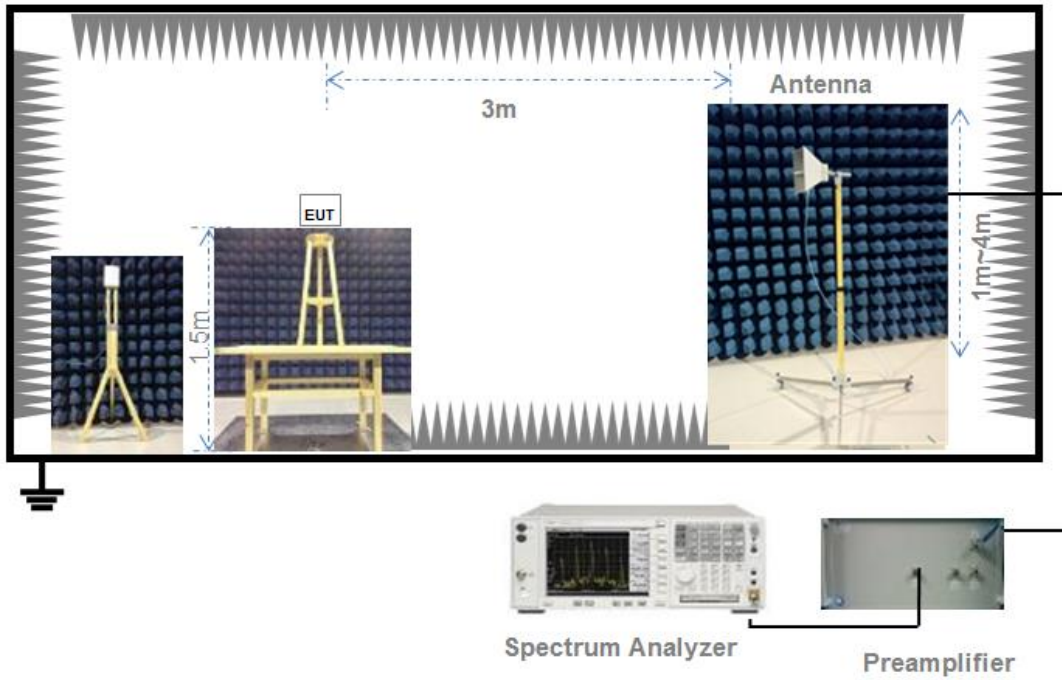 Antenna
3m
EUT
1.5m
1m~4m
Spectrum Analyzer
Preamplifier